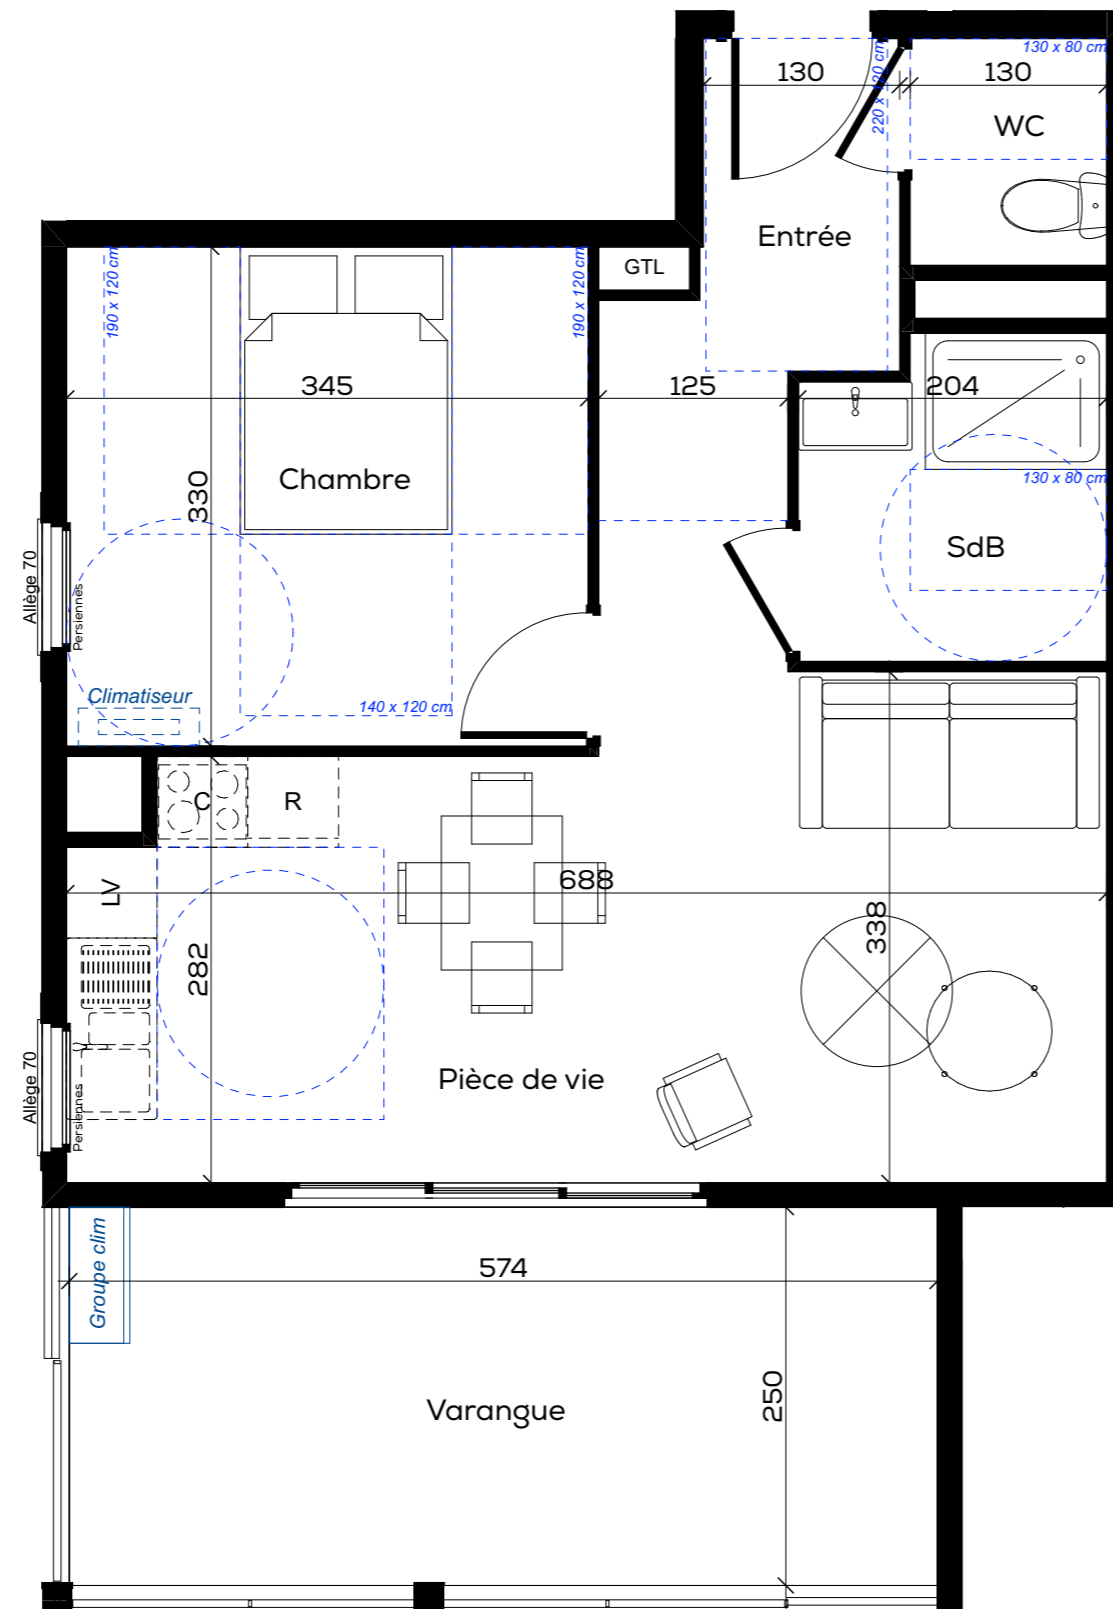 130 x 80 cm
130
130
220 x 120 cm
WC
Entrée
GTL
190 x 120 cm
190 x 120 cm
345
125
204
Chambre
330
130 x 80 cm
SdB
Allège 70
Persiennes
Climatiseur
140 x 120 cm
C
R
LV
688
338
282
Allège 70
Persiennes
Pièce de vie
Groupe clim
574
250
Varangue